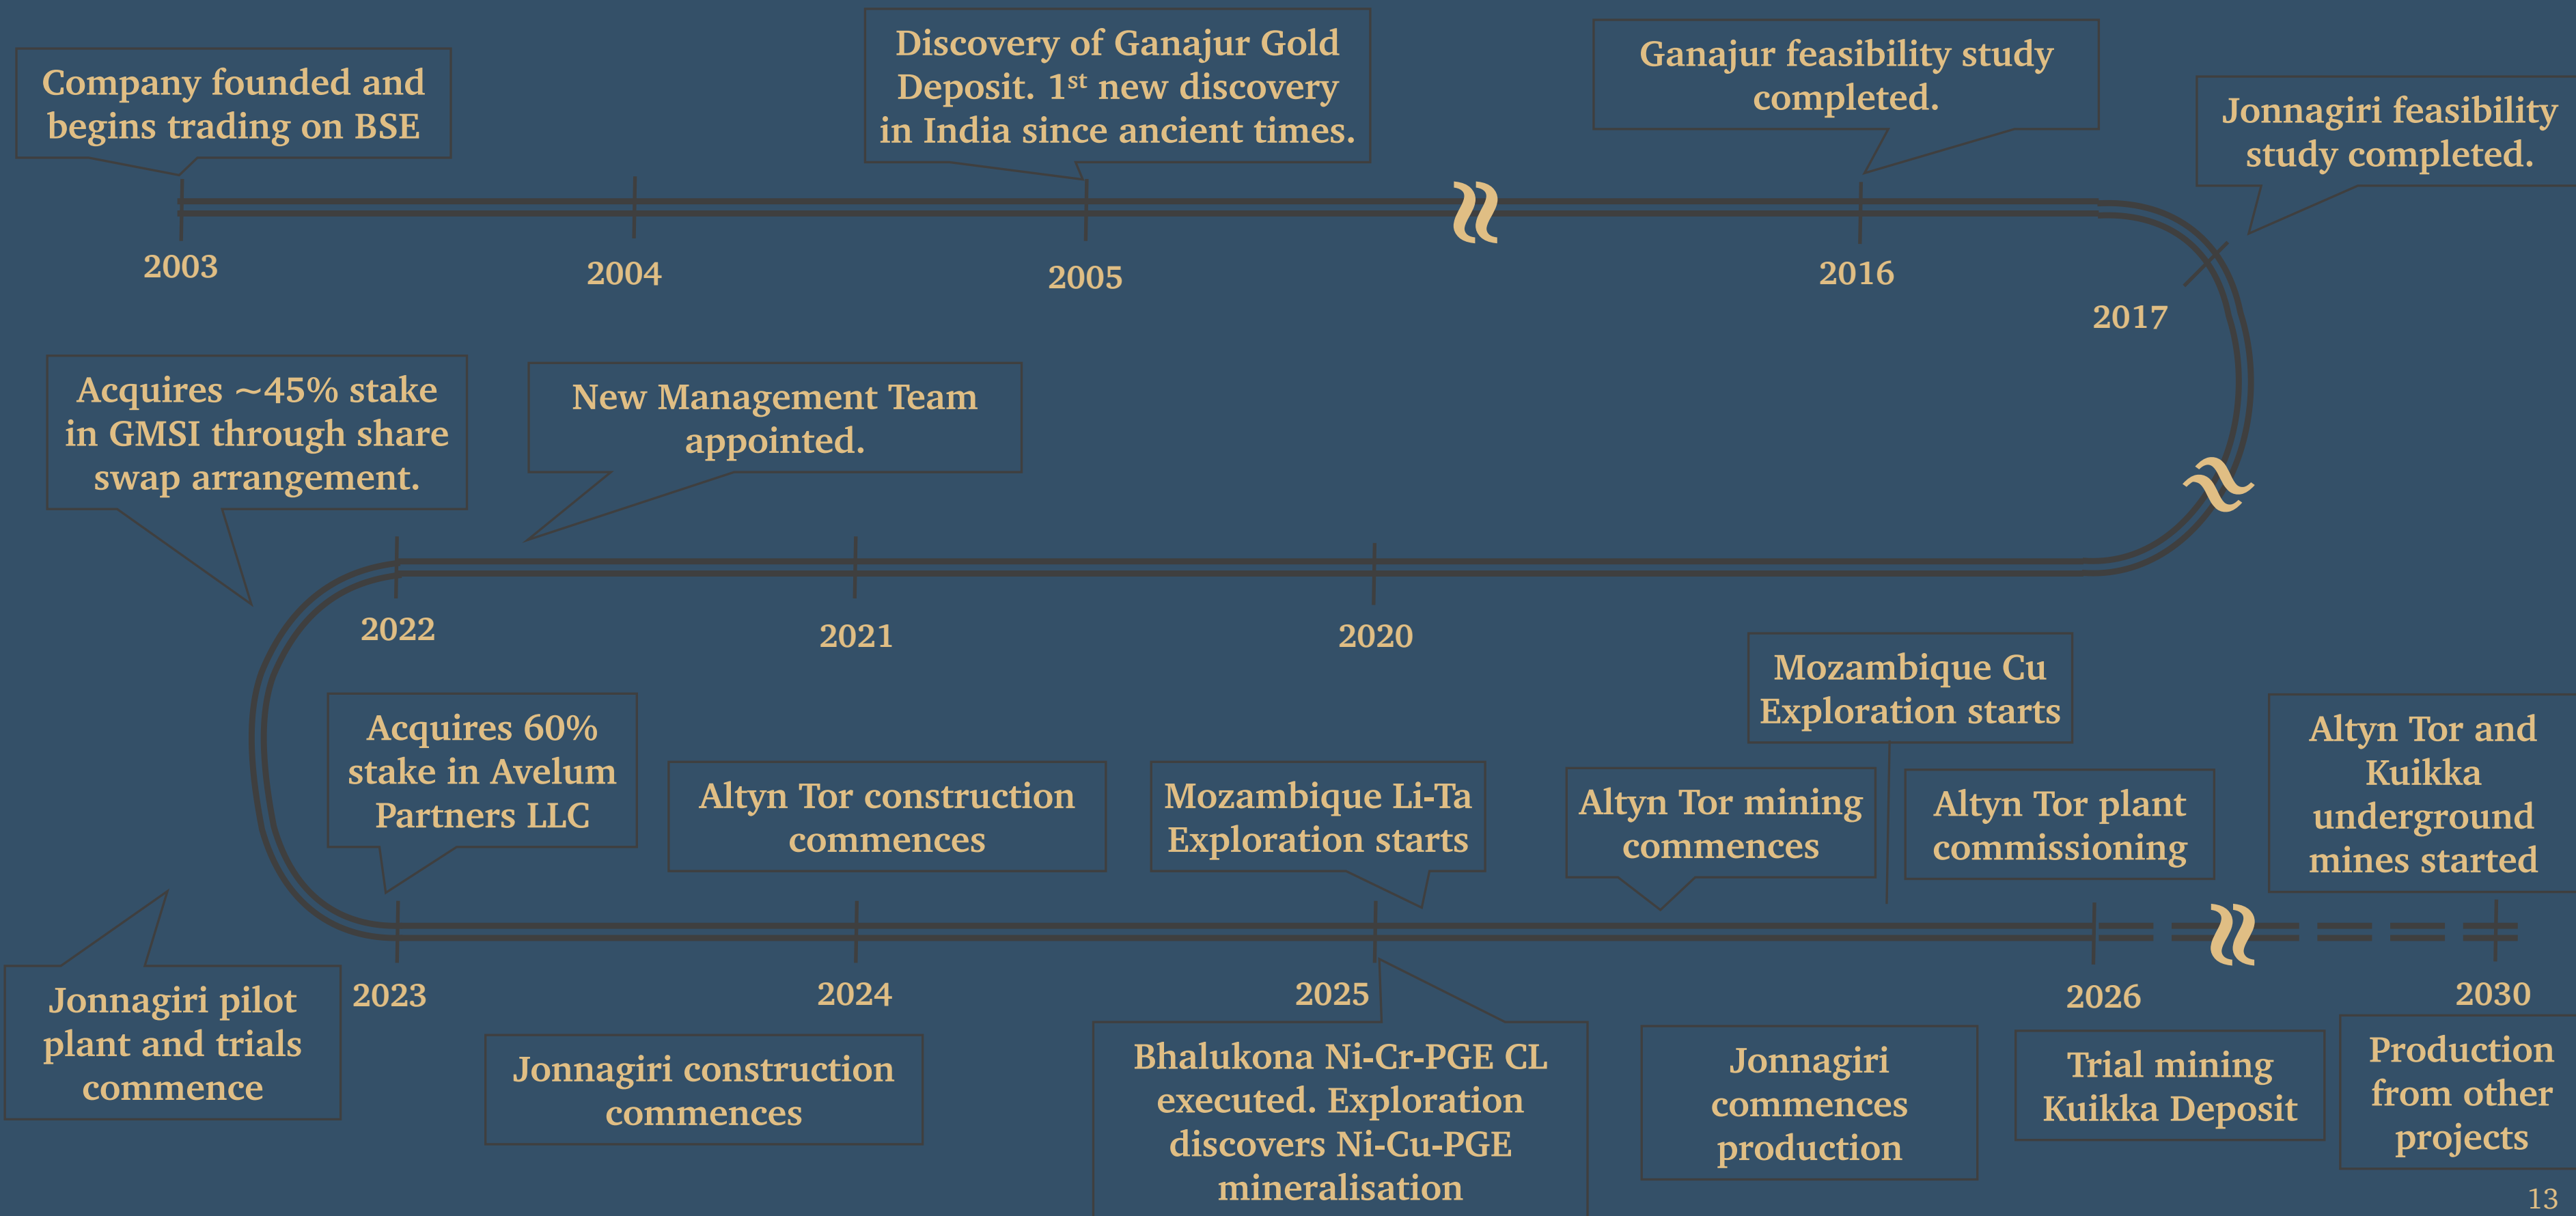 Company founded and
begins trading on BSE
Discovery of Ganajur Gold
Deposit. 1st new discovery
in India since ancient times.
Ganajur feasibility study
completed.
Jonnagiri feasibility
study completed.
2003
2004
2005
2016
2017
Acquires ~45% stake
in GMSI through share
swap arrangement.
New Management Team
appointed.
2022
2021
2020
Acquires 60%
stake in Avelum
Partners LLC
Altyn Tor construction
commences
Mozambique Li-Ta
Exploration starts
Altyn Tor mining
commences
Mozambique Cu
Exploration starts
Altyn Tor plant
commissioning
Altyn Tor and
Kuikka
underground
mines started
2023
2024
2025
2026
2030
Jonnagiri pilot
plant and trials
commence
Jonnagiri construction
commences
Bhalukona Ni-Cr-PGE CL
executed. Exploration
discovers Ni-Cu-PGE
mineralisation
Jonnagiri
commences
production
Trial mining
Kuikka Deposit
Production
from other
projects
13